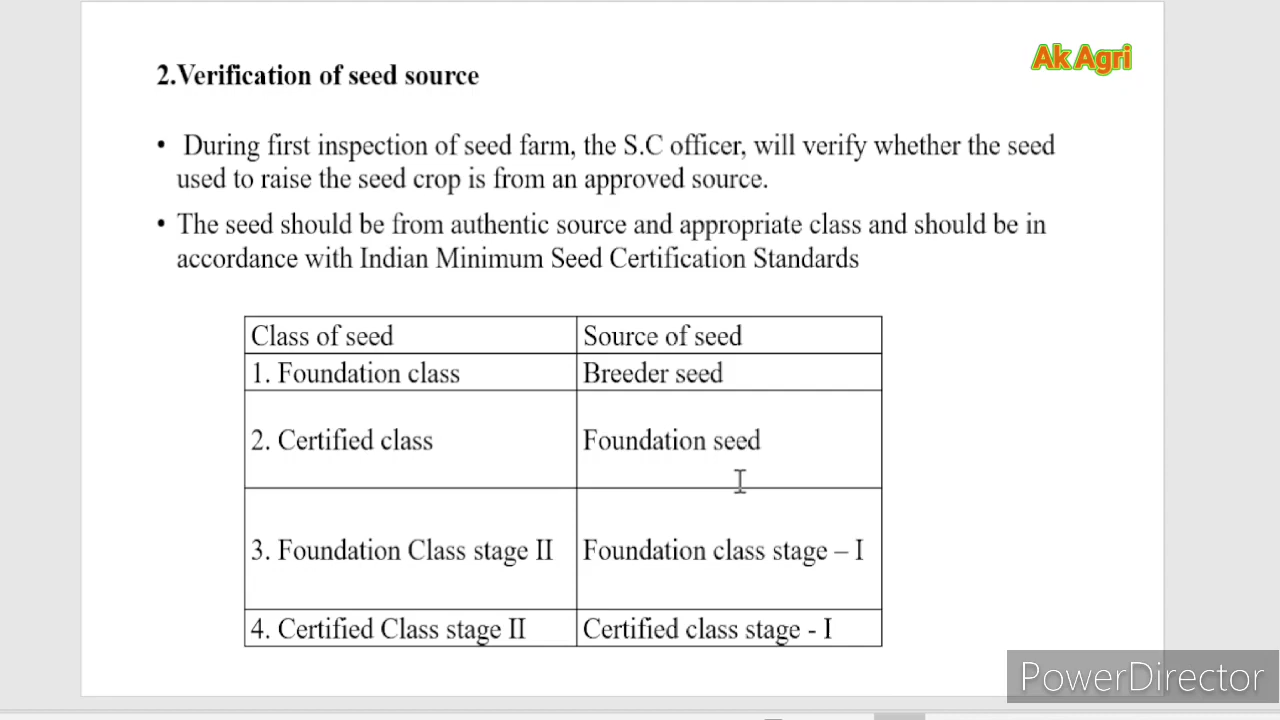 Ak Agri
2.Verification of seed source
• During first inspection of seed farm, the S.C officer, will verify whether the seed
used to raise the seed crop is from an approved source.
• The seed should be from authentic source and appropriate class and should be in
accordance with Indian Minimum Seed Certification Standards
Class of seed Source of seed
1. Foundation class Breeder seed
2. Certified class Foundation seed
3. Foundation Class stage II Foundation class stage – I
4. Certified Class stage II Certified class stage - I
PowerDirector